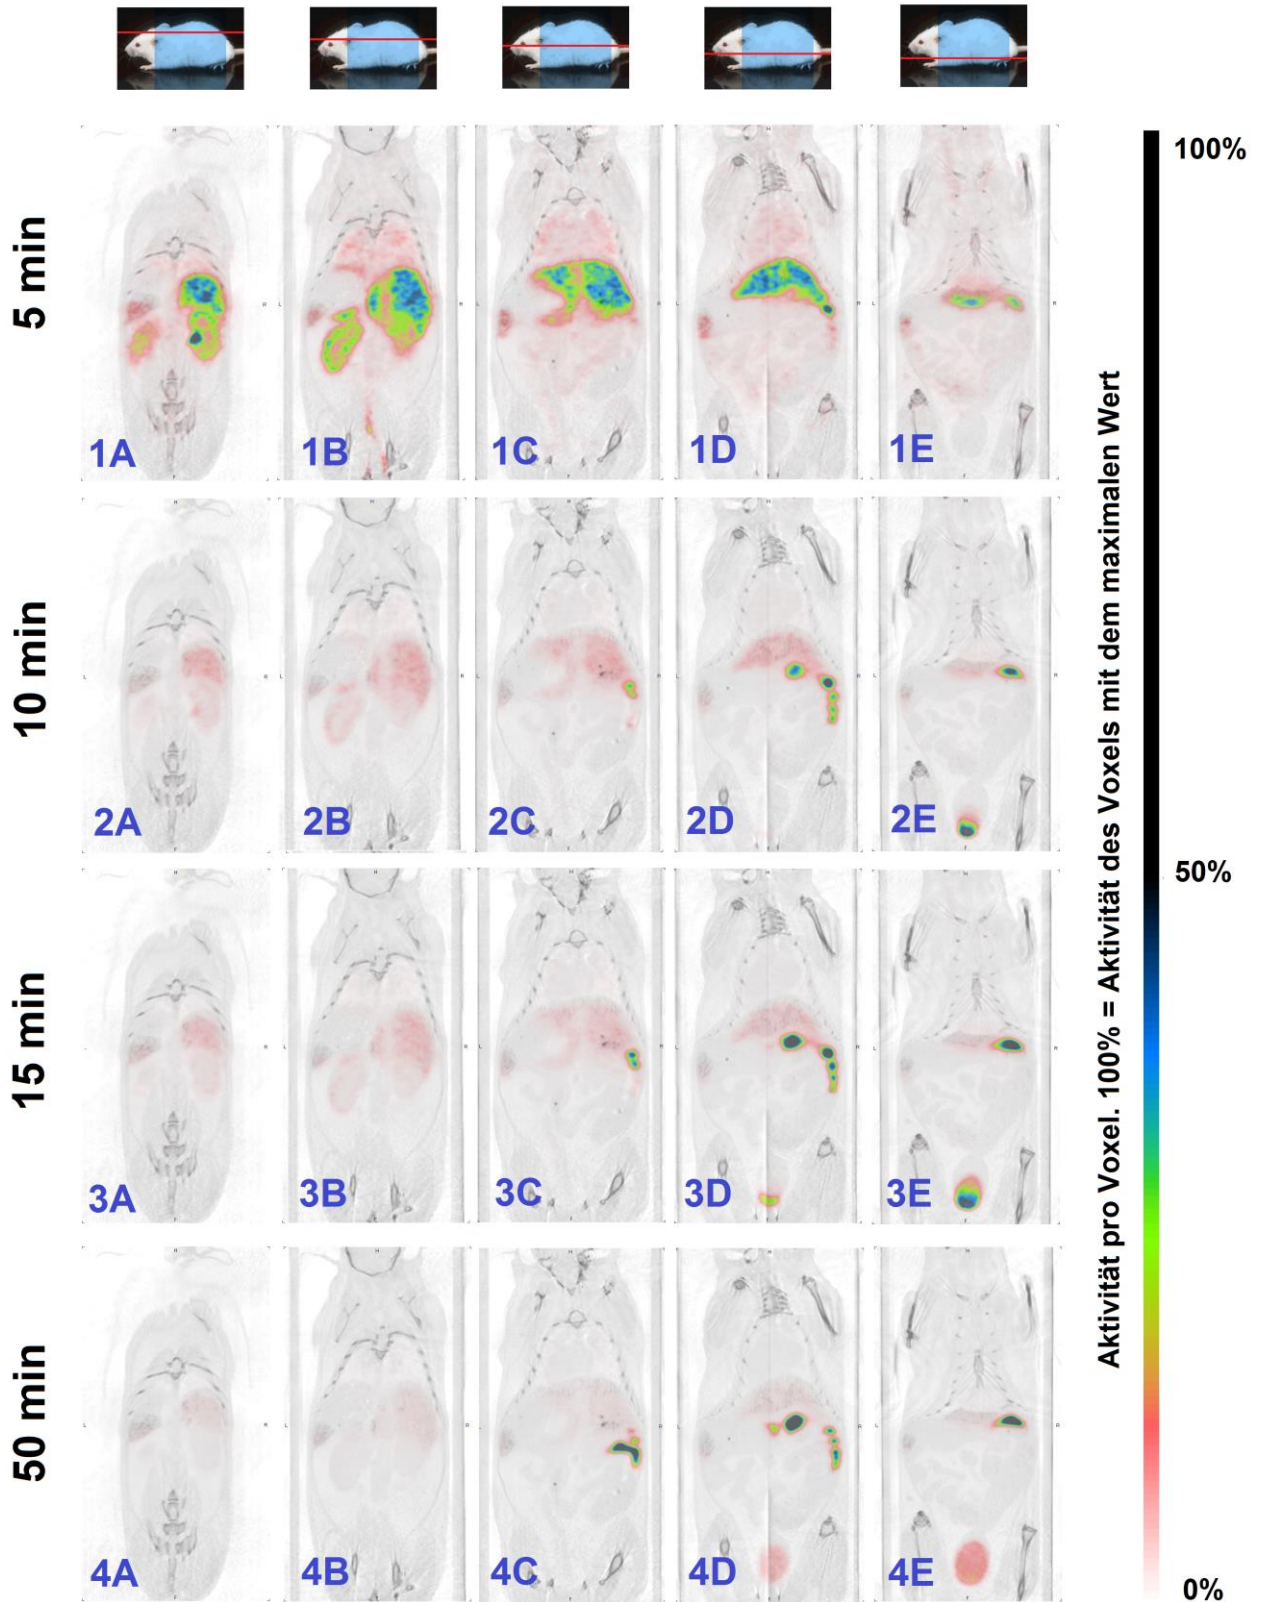 100%
5 min
1A
1B
1C
1D
1E
10 min
2A
2B
2C
2D
2E
50%
Aktivität pro Voxel. 100% = Aktivität des Voxels mit dem maximalen Wert
15 min
3A
3B
3C
3D
3E
50 min
4A
4B
4C
4D
4E
0%